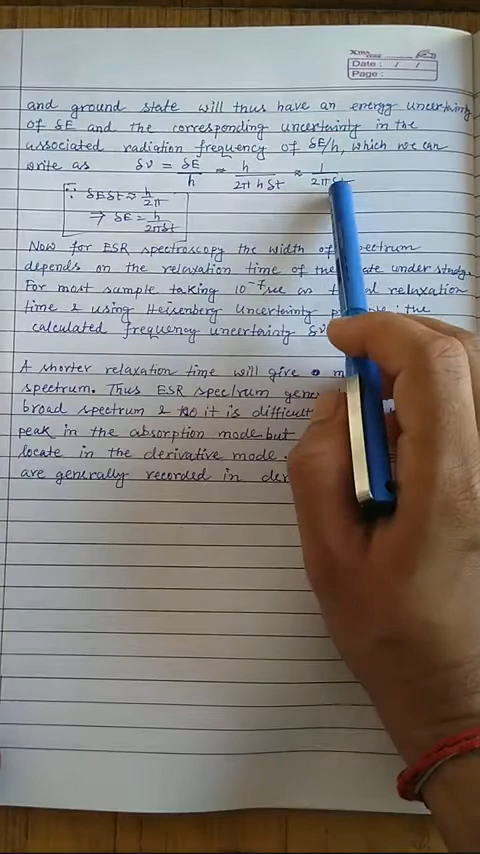 Date : / /
Page :
and ground state will thus have an energy uncertainty
of δE and the corresponding uncertainty in the
associated radiation frequency of δE/h, which we can
write as δν = δE/h ≈ h/2πhδt ≈ 1/2πδt
∵ δEδt ≈ h/2π
⇒ δE = h/2πδt
Now for ESR spectroscopy the width of spectrum
depends on the relaxation time of the state under study.
For most sample taking 10⁻⁷ sec as relaxation
time & using Heisenberg Uncertainty the
calculated frequency uncertainty δν
A shorter relaxation time will give a
spectrum. Thus ESR spectrum
broad spectrum & so it is difficult
peak in the absorption mode but
locate in the derivative mode.
are generally recorded in